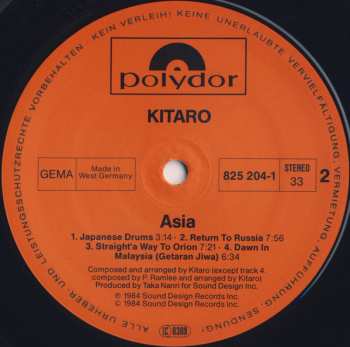 ALLE URHEBER- UND LEISTUNGSSCHUTZRECHTE VORBEHALTEN. KEIN VERLEIH! KEINE UNERLAUBTE VERVIELFÄLTIGUNG, VERMIETUNG, AUFFÜHRUNG, SENDUNG!
polydor
KITARO
GEMA
Made in
West Germany
825 204-1
STEREO
33
2
Asia
1. Japanese Drums 3:14 · 2. Return To Russia 7:56
3. Straight'a Way To Orion 7:21 · 4. Dawn In
Malaysia (Getaran Jiwa) 6:34
Composed and arranged by Kitaro (except track 4.
Composed by P. Ramlee and arranged by Kitaro)
Produced by Taka Nanri for Sound Design Inc.
℗ 1984 Sound Design Records Inc.
© 1984 Sound Design Records Inc.
LC 0309